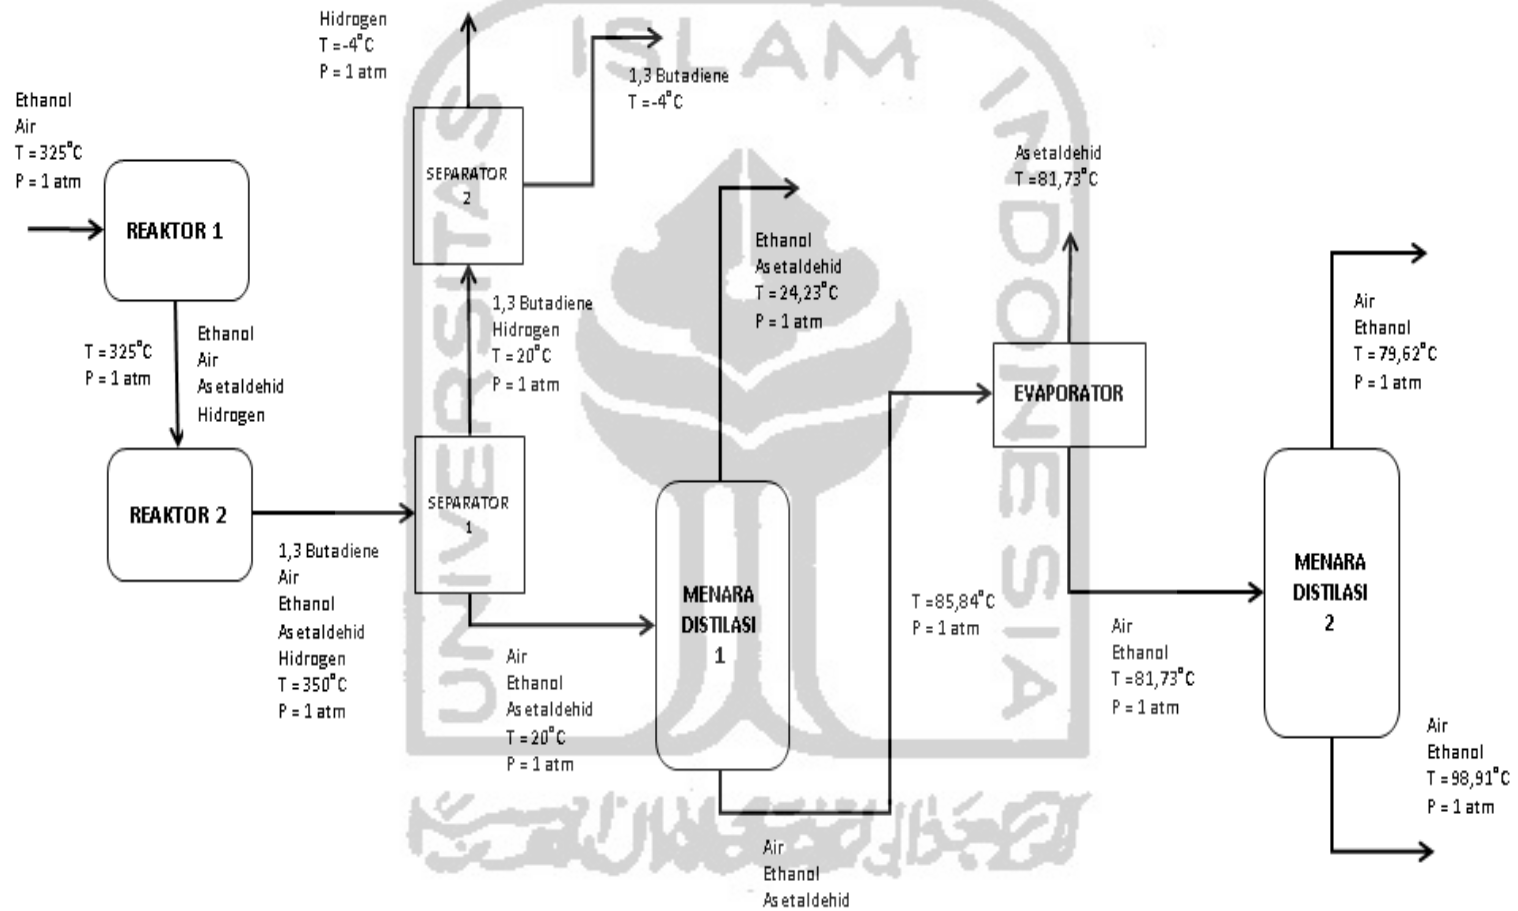 Hidrogen
T = -4°C
P = 1 atm
1,3 Butadiene
T = -4°C
Ethanol
Air
T = 325°C
P = 1 atm
REAKTOR 1
SEPARATOR
2
Asetaldehid
T = 81,73°C
Ethanol
Asetaldehid
T = 24,23°C
P = 1 atm
1,3 Butadiene
Hidrogen
T = 20°C
P = 1 atm
T = 325°C
P = 1 atm
Ethanol
Air
Asetaldehid
Hidrogen
Air
Ethanol
T = 79,62°C
P = 1 atm
EVAPORATOR
REAKTOR 2
SEPARATOR
1
1,3 Butadiene
Air
Ethanol
Asetaldehid
Hidrogen
T = 350°C
P = 1 atm
MENARA
DISTILASI
1
T = 85,84°C
P = 1 atm
MENARA
DISTILASI
2
Air
Ethanol
Asetaldehid
T = 20°C
P = 1 atm
Air
Ethanol
T = 81,73°C
P = 1 atm
Air
Ethanol
T = 98,91°C
P = 1 atm
Air
Ethanol
Asetaldehid
UNIVERSITAS
ISLAM
INDONESIA